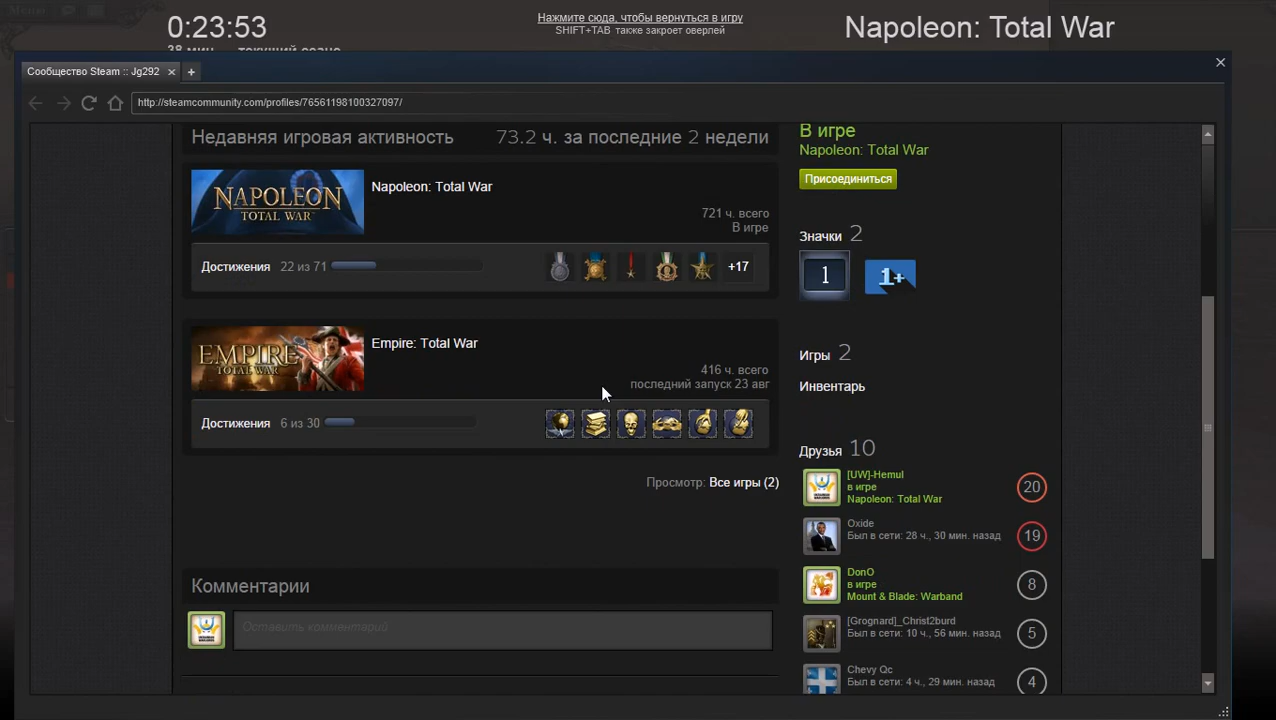 Меню
0:23:53
38 мин. — текущий сеанс
Нажмите сюда, чтобы вернуться в игру
SHIFT+TAB также закроет оверлей
Napoleon: Total War
Сообщество Steam :: Jg292
http://steamcommunity.com/profiles/76561198100327097/
Недавняя игровая активность
73.2 ч. за последние 2 недели
NAPOLEON
TOTAL WAR
Napoleon: Total War
721 ч. всего
В игре
Достижения 22 из 71
+17
EMPIRE
TOTAL WAR
Empire: Total War
416 ч. всего
последний запуск 23 авг
Достижения 6 из 30
Просмотр: Все игры (2)
Комментарии
Оставить комментарий
В игре
Napoleon: Total War
Присоединиться
Значки 2
1
1+
Игры 2
Инвентарь
Друзья 10
[UW]-Hemul
в игре
Napoleon: Total War
20
Oxide
Был в сети: 28 ч., 30 мин. назад
19
DonO
в игре
Mount & Blade: Warband
8
[Grognard]_Christ2burd
Был в сети: 10 ч., 56 мин. назад
5
Chevy Qc
Был в сети: 4 ч., 29 мин. назад
4